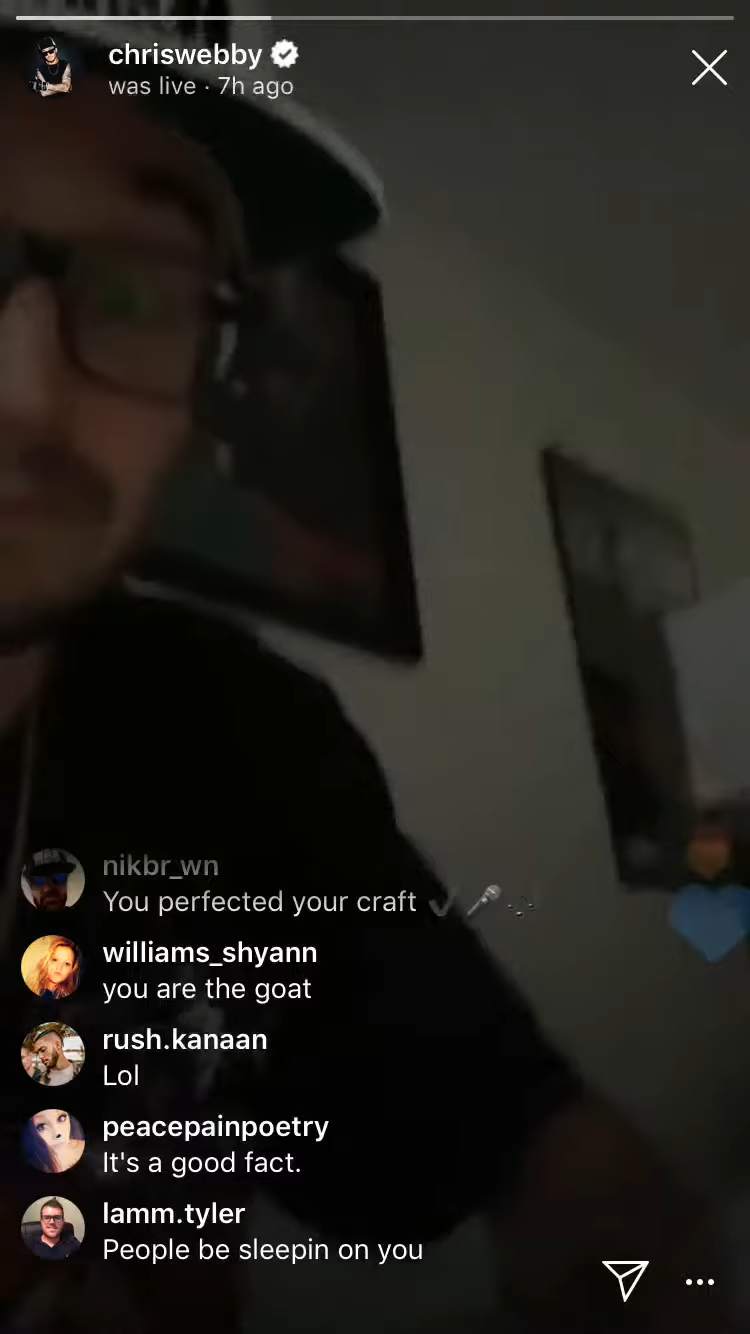 chriswebby
was live · 7h ago
nikbr_wn
You perfected your craft ✔️🎤🎶
williams_shyann
you are the goat
rush.kanaan
Lol
peacepainpoetry
It's a good fact.
lamm.tyler
People be sleepin on you